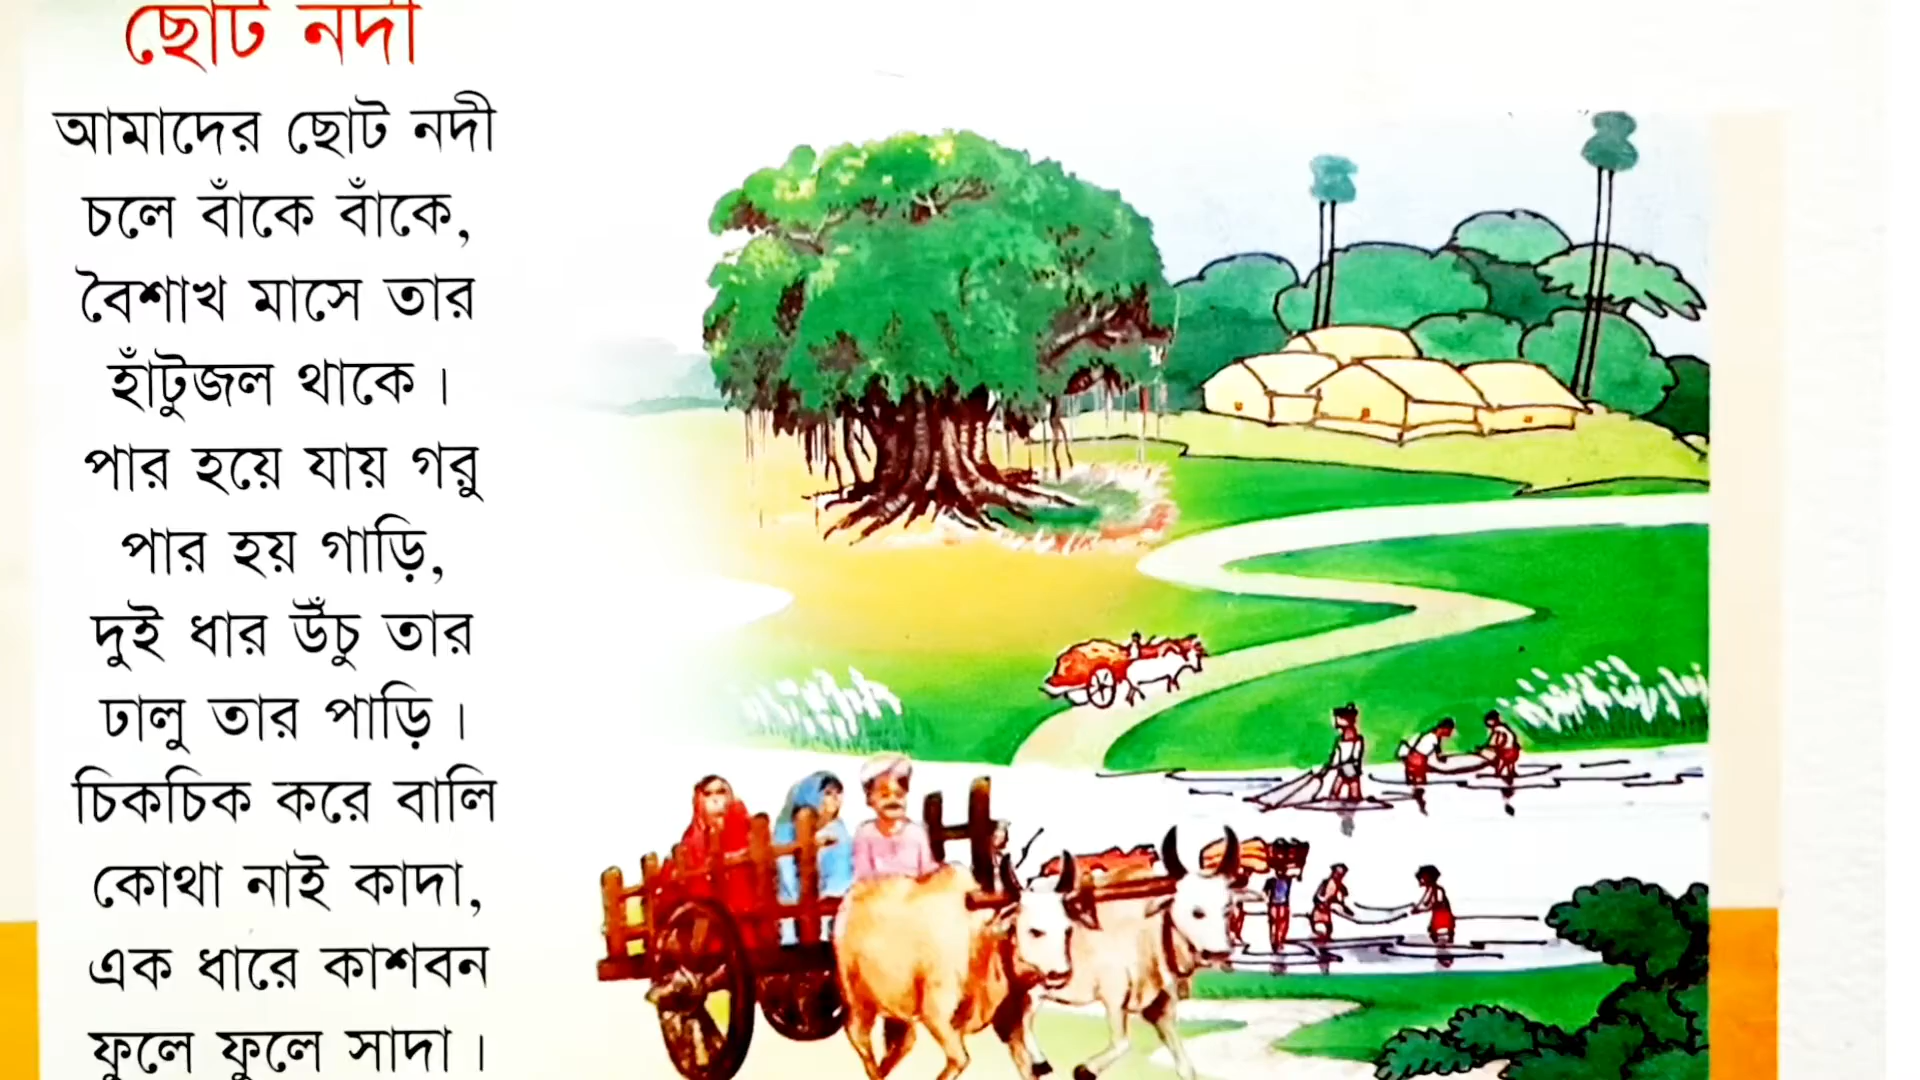 ছোট নদী
আমাদের ছোট নদী
চলে বাঁকে বাঁকে,
বৈশাখ মাসে তার
হাঁটুজল থাকে।
পার হয়ে যায় গরু
পার হয় গাড়ি,
দুই ধার উঁচু তার
ঢালু তার পাড়ি।
চিকচিক করে বালি
কোথা নাই কাদা,
এক ধারে কাশবন
ফুলে ফুলে সাদা।